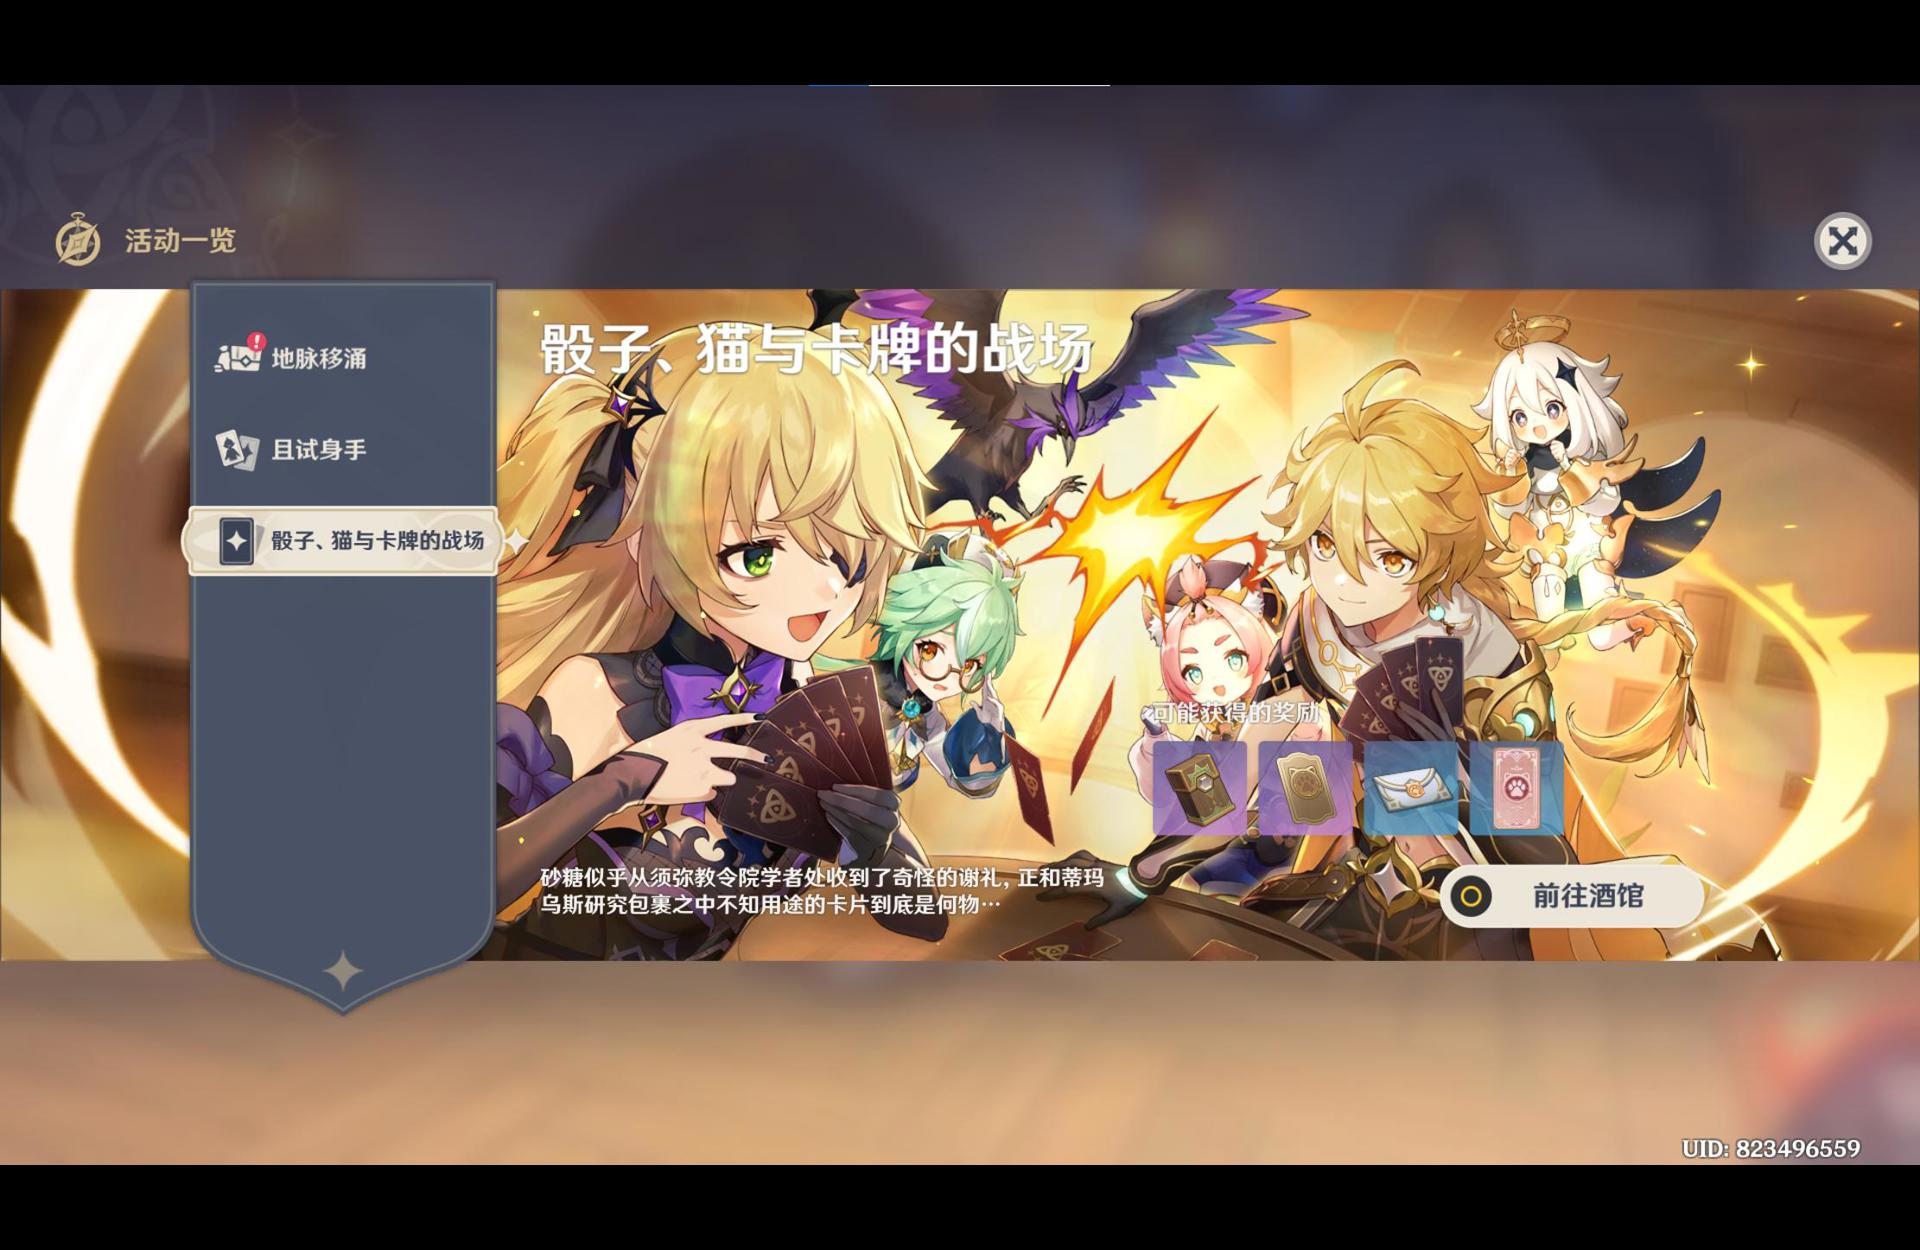 活动一览
地脉移涌
且试身手
骰子、猫与卡牌的战场
骰子、猫与卡牌的战场
可能获得的奖励
砂糖似乎从须弥教令院学者处收到了奇怪的谢礼，正和蒂玛
乌斯研究包裹之中不知用途的卡片到底是何物…
前往酒馆
UID: 823496559